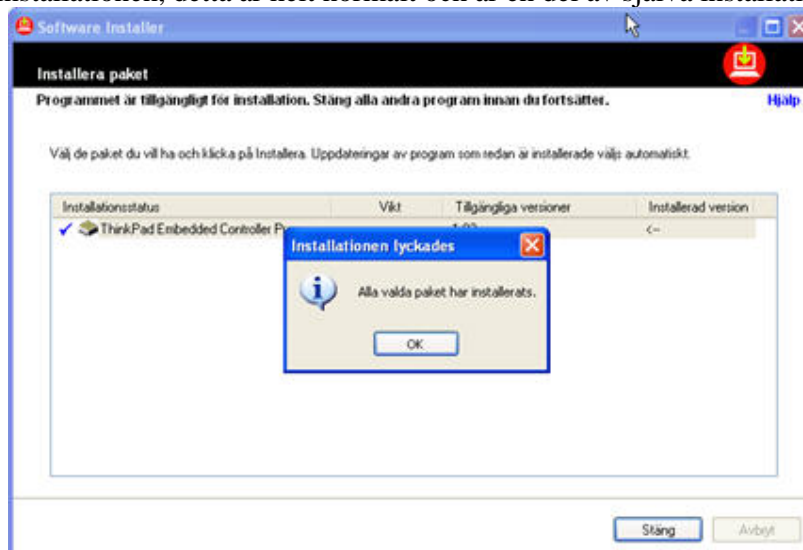 installationen, detta är helt normalt och är en del av själva
Software Installer
Installera paket
Programmet är tillgängligt för installation. Stäng alla andra program innan du fortsätter.
Hjälp
Välj de paket du vill ha och klicka på Installera. Uppdateringar av program som redan är installerade väljs automatiskt.
Installationsstatus Vikt Tillgängliga versioner Installerad version
ThinkPad Embedded Controller <--
Installationen lyckades
Alla valda paket har installerats.
OK
Stäng Avbryt